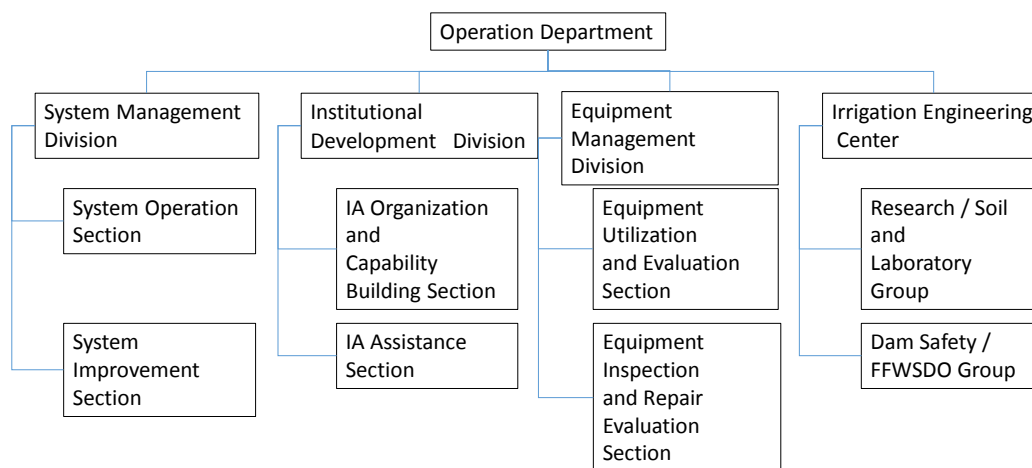 Operation Department
System Management
Division
System Operation
Section
System
Improvement
Section
Institutional
Development Division
IA Organization
and
Capability
Building Section
IA Assistance
Section
Equipment
Management
Division
Equipment
Utilization
and Evaluation
Section
Equipment
Inspection
and Repair
Evaluation
Section
Irrigation Engineering
Center
Research / Soil
and
Laboratory
Group
Dam Safety /
FFWSDO Group